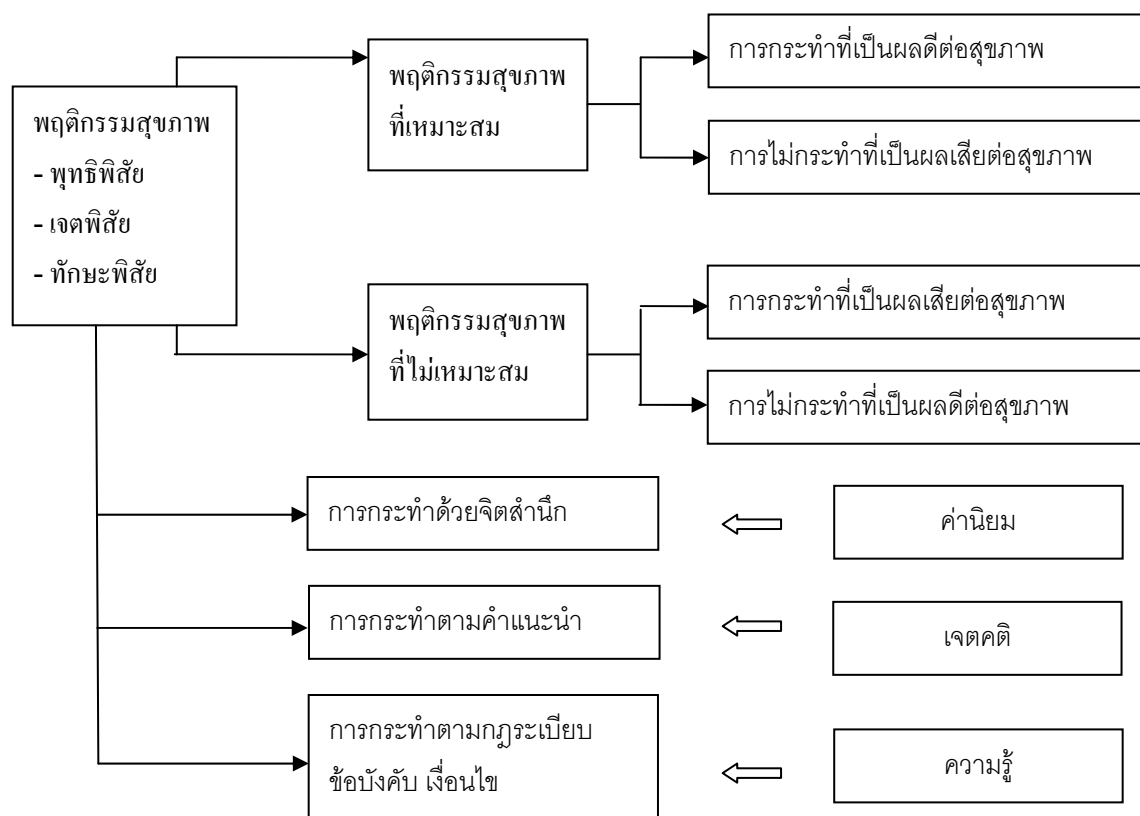 พฤติกรรมสุขภาพ
- พุทธิพิสัย
- เจตพิสัย
- ทักษะพิสัย
พฤติกรรมสุขภาพ
ที่เหมาะสม
การกระทำที่เป็นผลดีต่อสุขภาพ
การไม่กระทำที่เป็นผลเสียต่อสุขภาพ
พฤติกรรมสุขภาพ
ที่ไม่เหมาะสม
การกระทำที่เป็นผลเสียต่อสุขภาพ
การไม่กระทำที่เป็นผลดีต่อสุขภาพ
การกระทำด้วยจิตสำนึก
ค่านิยม
การกระทำตามคำแนะนำ
เจตคติ
การกระทำตามกฎระเบียบ
ข้อบังคับ เงื่อนไข
ความรู้